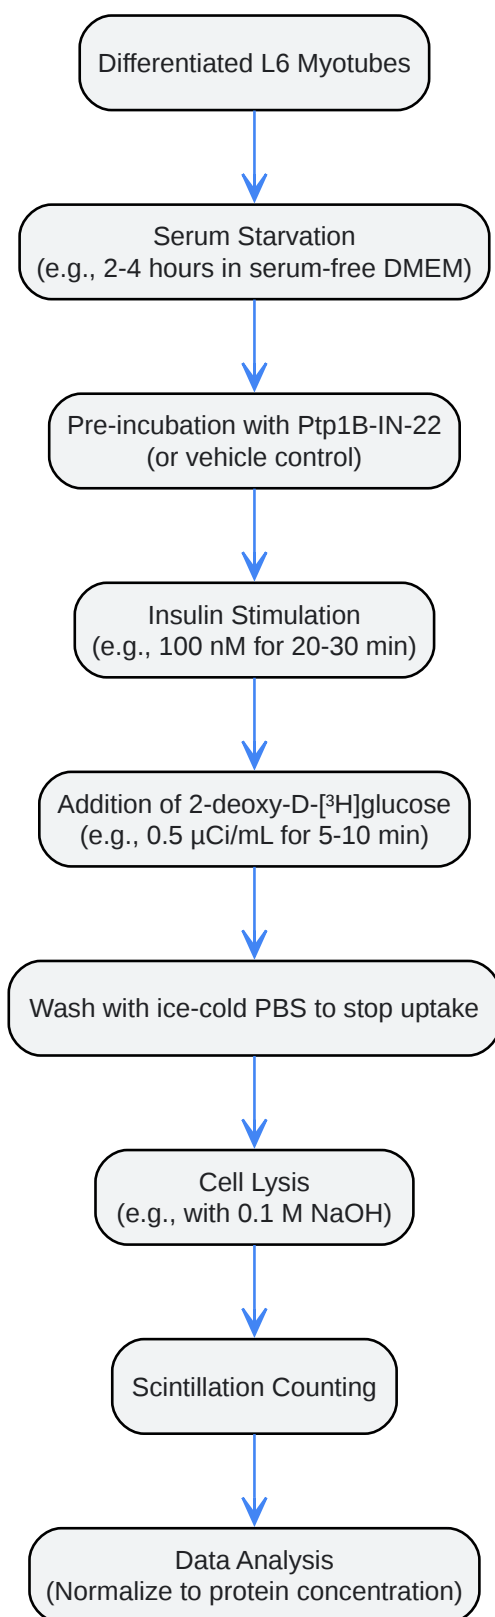 Differentiated L6 Myotubes
Serum Starvation
(e.g., 2-4 hours in serum-free DMEM)
Pre-incubation with Ptp1B-IN-22
(or vehicle control)
Insulin Stimulation
(e.g., 100 nM for 20-30 min)
Addition of 2-deoxy-D-[³H]glucose
(e.g., 0.5 µCi/mL for 5-10 min)
Wash with ice-cold PBS to stop uptake
Cell Lysis
(e.g., with 0.1 M NaOH)
Scintillation Counting
Data Analysis
(Normalize to protein concentration)